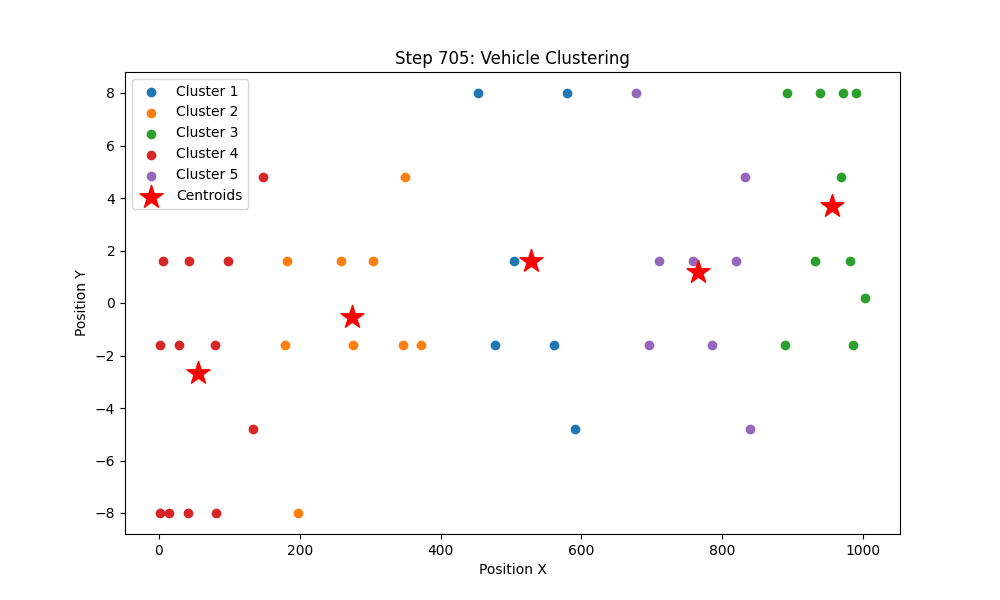 Step 705: Vehicle Clustering
Cluster 1
Cluster 2
Cluster 3
Cluster 4
Cluster 5
Centroids
Position Y
8
6
4
2
0
−2
−4
−6
−8
0
200
400
600
800
1000
Position X